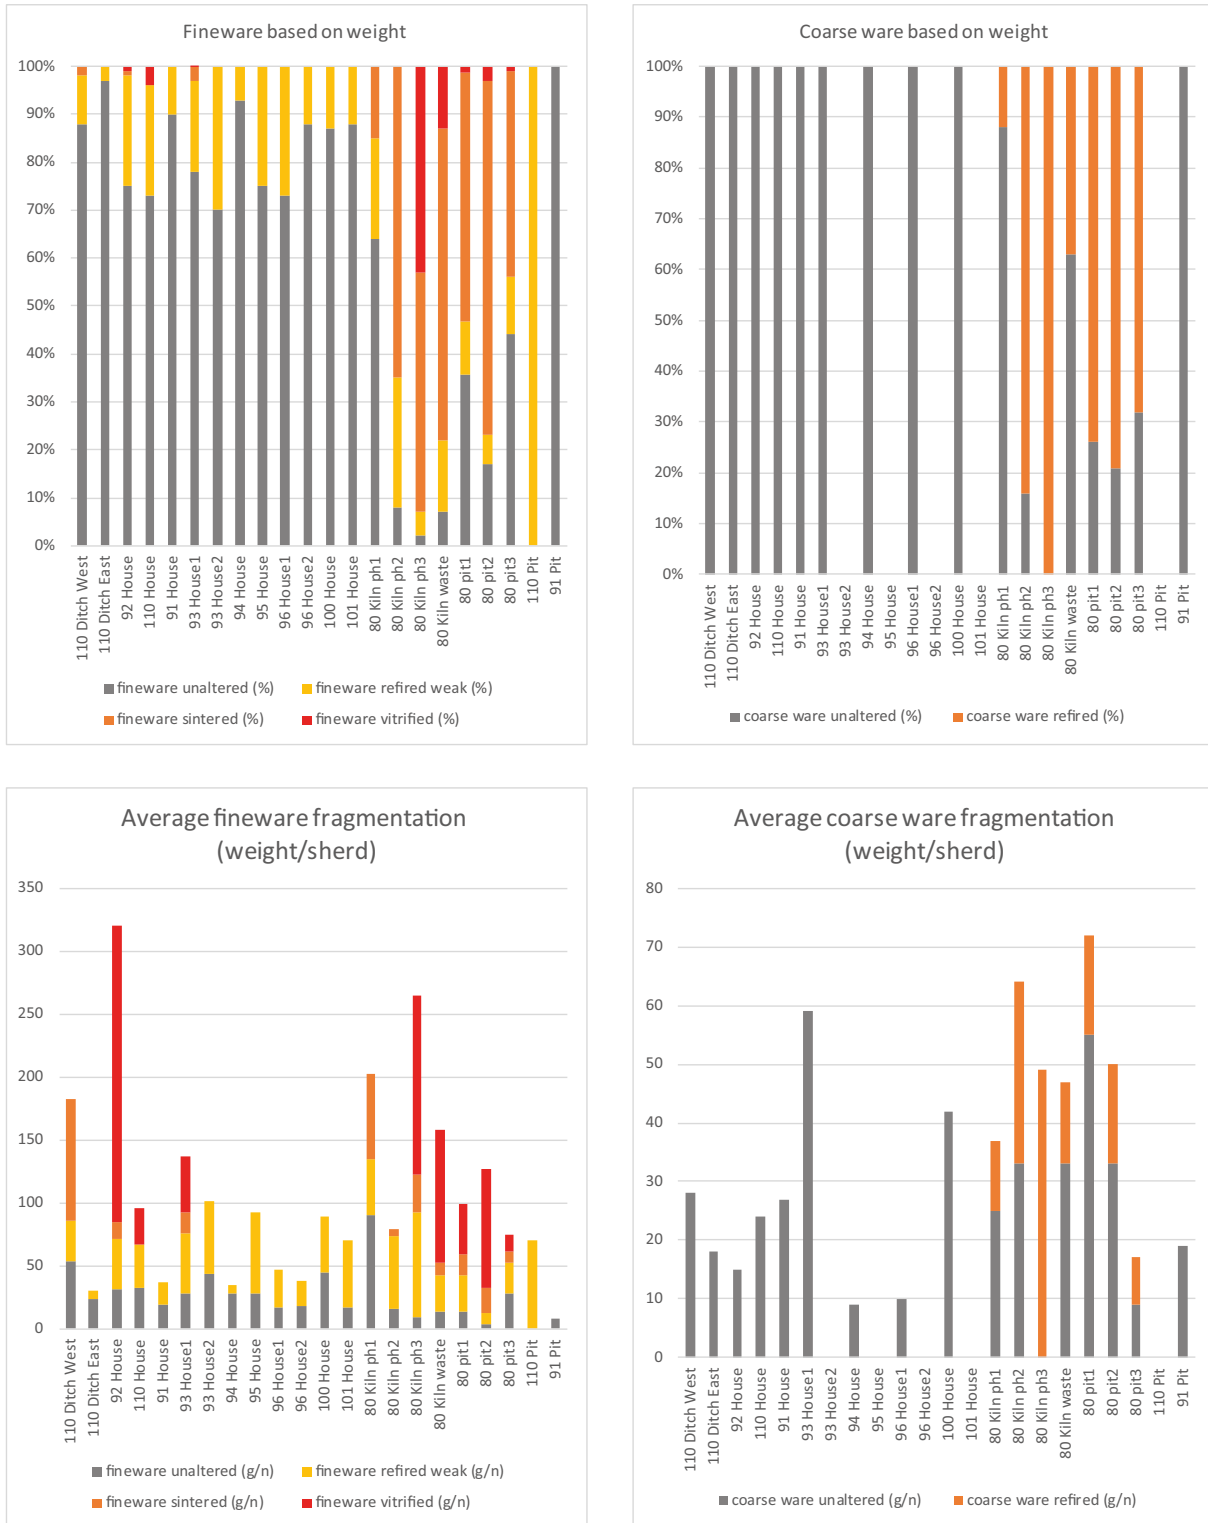 Fineware based on weight
100%
90%
80%
70%
60%
50%
40%
30%
20%
10%
0%
110 Ditch West
110 Ditch East
92 House
110 House
91 House
93 House1
93 House2
94 House
95 House
96 House1
96 House2
100 House
101 House
80 Kiln ph1
80 Kiln ph2
80 Kiln ph3
80 Kiln waste
80 pit1
80 pit2
80 pit3
110 Pit
91 Pit
fineware unaltered (%)
fineware refired weak (%)
fineware sintered (%)
fineware vitrified (%)
Coarse ware based on weight
100%
90%
80%
70%
60%
50%
40%
30%
20%
10%
0%
110 Ditch West
110 Ditch East
92 House
110 House
91 House
93 House1
93 House2
94 House
95 House
96 House1
96 House2
100 House
101 House
80 Kiln ph1
80 Kiln ph2
80 Kiln ph3
80 Kiln waste
80 pit1
80 pit2
80 pit3
110 Pit
91 Pit
coarse ware unaltered (%)
coarse ware refired (%)
Average fineware fragmentation
(weight/sherd)
350
300
250
200
150
100
50
0
110 Ditch West
110 Ditch East
92 House
110 House
91 House
93 House1
93 House2
94 House
95 House
96 House1
96 House2
100 House
101 House
80 Kiln ph1
80 Kiln ph2
80 Kiln ph3
80 Kiln waste
80 pit1
80 pit2
80 pit3
110 Pit
91 Pit
fineware unaltered (g/n)
fineware refired weak (g/n)
fineware sintered (g/n)
fineware vitrified (g/n)
Average coarse ware fragmentation
(weight/sherd)
80
70
60
50
40
30
20
10
0
110 Ditch West
110 Ditch East
92 House
110 House
91 House
93 House1
93 House2
94 House
95 House
96 House1
96 House2
100 House
101 House
80 Kiln ph1
80 Kiln ph2
80 Kiln ph3
80 Kiln waste
80 pit1
80 pit2
80 pit3
110 Pit
91 Pit
coarse ware unaltered (g/n)
coarse ware refired (g/n)